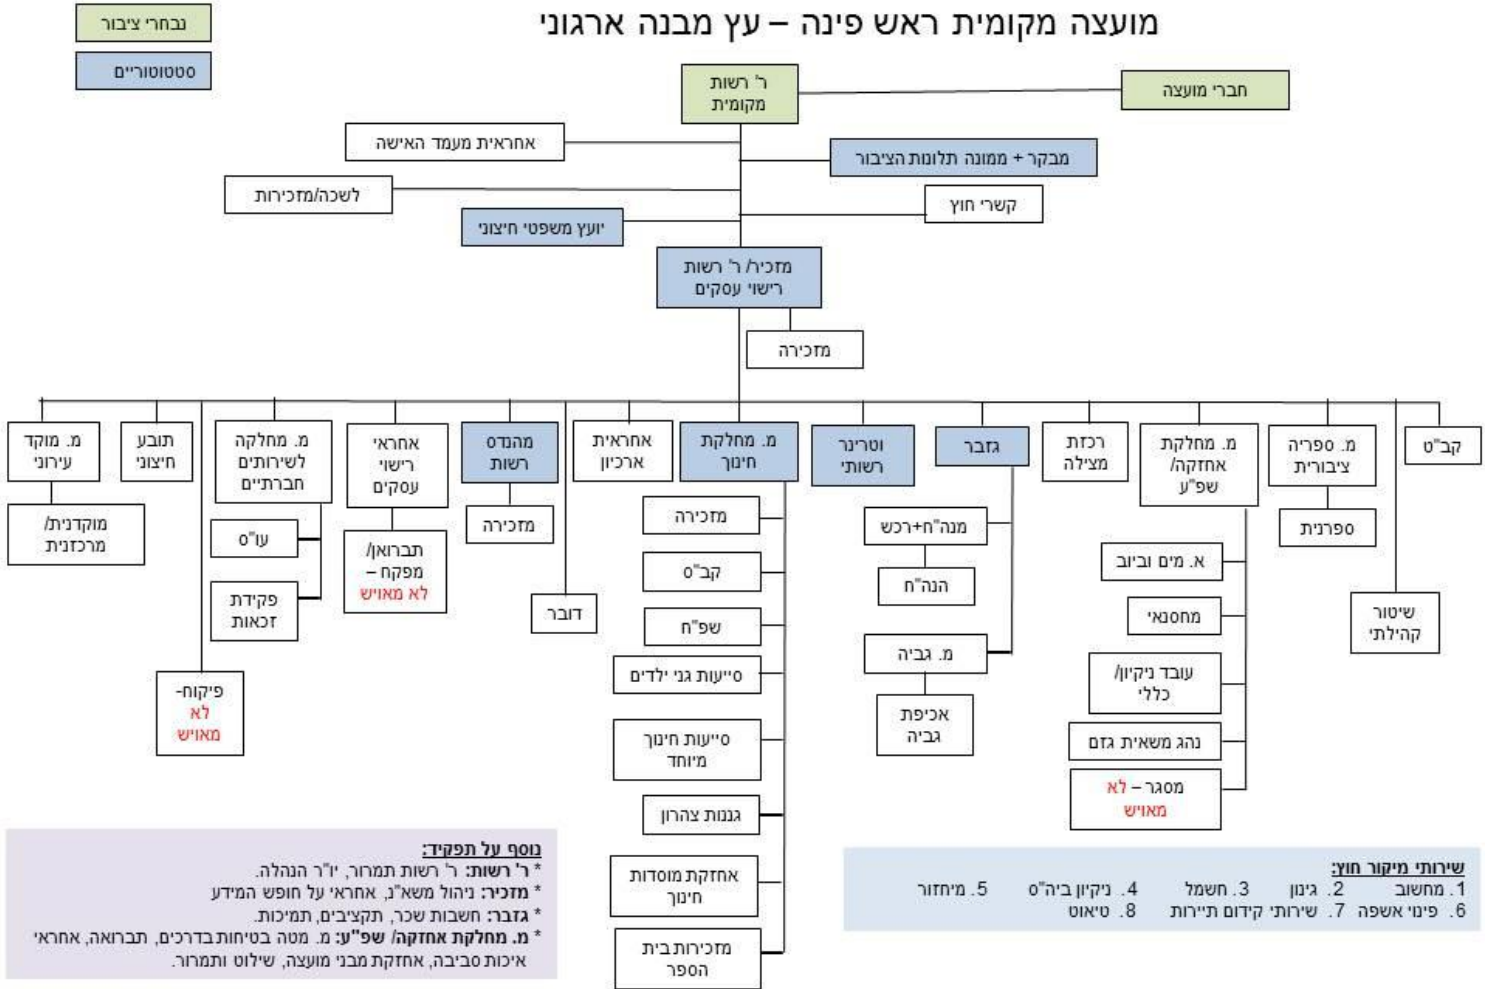 מועצה מקומית ראש פינה – עץ מבנה ארגוני
נבחרי ציבור
סטטוטוריים
ר' רשות
מקומית
חברי מועצה
אחראית מעמד האישה
מבקר + ממונה תלונות הציבור
לשכה/מזכירות
קשרי חוץ
יועץ משפטי חיצוני
מזכיר/ ר' רשות
רישוי עסקים
מזכירה
קב"ט
שיטור
קהילתי
מ. ספריה
ציבורית
ספרנית
מ. מחלקת
אחזקה/
שפ"ע
א. מים וביוב
מחסנאי
עובד ניקיון/
כללי
נהג משאית גזם
מסגר – לא
מאויש
רכזת
מצילה
גזבר
מנה"ח+רכש
הנה"ח
מ. גביה
אכיפת
גביה
וטרינר
רשותי
מ. מחלקת
חינוך
מזכירה
קב"ס
שפ"ח
סייעות גני ילדים
סייעות חינוך
מיוחד
גננות צהרון
אחזקת מוסדות
חינוך
מזכירות בית
הספר
אחראית
ארכיון
דובר
מהנדס
רשות
מזכירה
אחראי
רישוי
עסקים
תברואן/
מפקח –
לא מאויש
מ. מחלקה
לשירותים
חברתיים
עו"ס
פקידת
זכאות
פיקוח-
לא
מאויש
תובע
חיצוני
מ. מוקד
עירוני
מוקדנית/
מרכזנית
שירותי מיקור חוץ:
1. מחשוב 2. גינון 3. חשמל 4. ניקיון ביה"ס 5. מיחזור
6. פינוי אשפה 7. שירותי קידום תיירות 8. טיאוט
נוסף על תפקיד:
* ר' רשות: ר' רשות תמרור, יו"ר הנהלה.
* מזכיר: ניהול משא"נ, אחראי על חופש המידע
* גזבר: חשבות שכר, תקציבים, תמיכות.
* מ. מחלקת אחזקה/ שפ"ע: מ. מטה בטיחות בדרכים, תברואה, אחראי
איכות סביבה, אחזקת מבני מועצה, שילוט ותמרור.